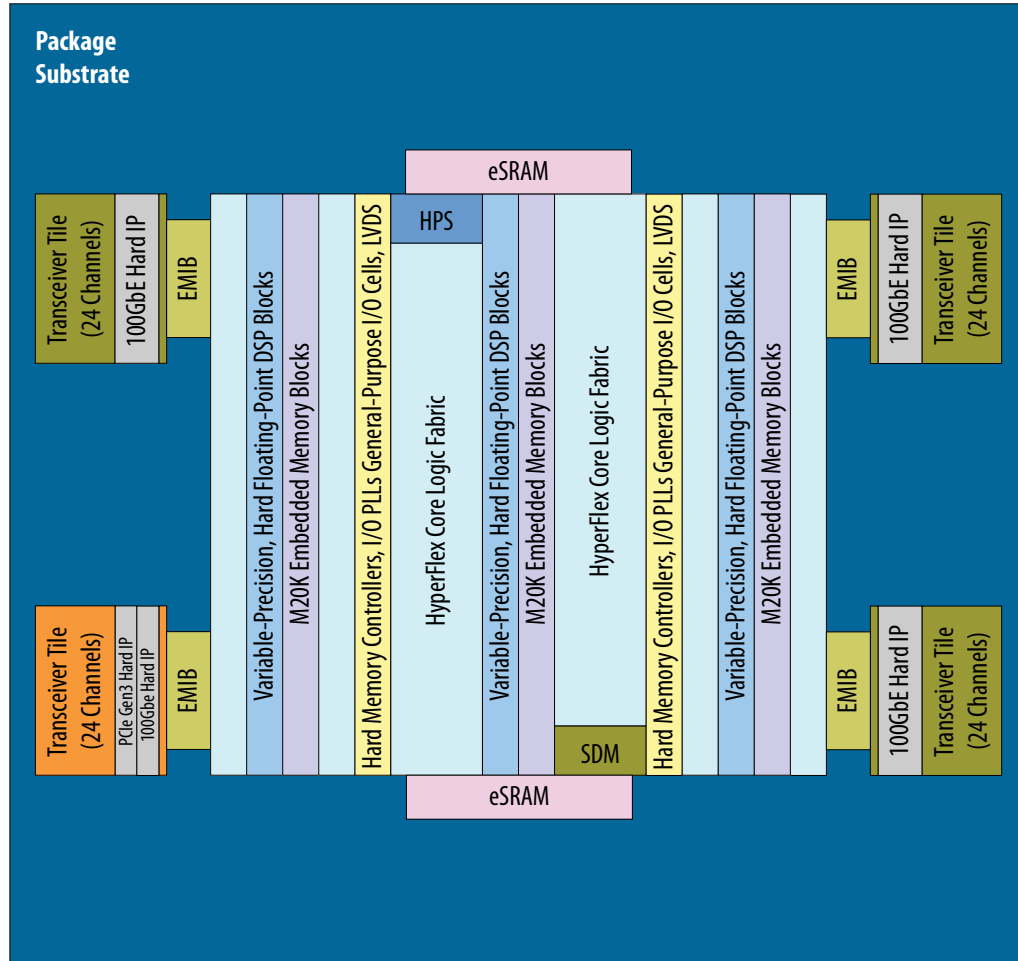 Package
Substrate
eSRAM
Transceiver Tile
(24 Channels)
100GbE Hard IP
EMIB
Variable-Precision, Hard Floating-Point DSP Blocks
M20K Embedded Memory Blocks
Hard Memory Controllers, I/O PLLs General-Purpose I/O Cells, LVDS
HPS
HyperFlex Core Logic Fabric
Variable-Precision, Hard Floating-Point DSP Blocks
M20K Embedded Memory Blocks
HyperFlex Core Logic Fabric
SDM
Hard Memory Controllers, I/O PLLs General-Purpose I/O Cells, LVDS
Variable-Precision, Hard Floating-Point DSP Blocks
M20K Embedded Memory Blocks
EMIB
100GbE Hard IP
Transceiver Tile
(24 Channels)
Transceiver Tile
(24 Channels)
PCIe Gen3 Hard IP
100Gbe Hard IP
EMIB
EMIB
100GbE Hard IP
Transceiver Tile
(24 Channels)
eSRAM